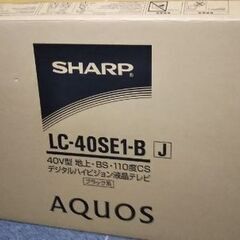 SHARP
LC-40SE1-B J
40V型 地上・BS・110度CS
デジタルハイビジョン液晶テレビ
ブラック系
AQUOS